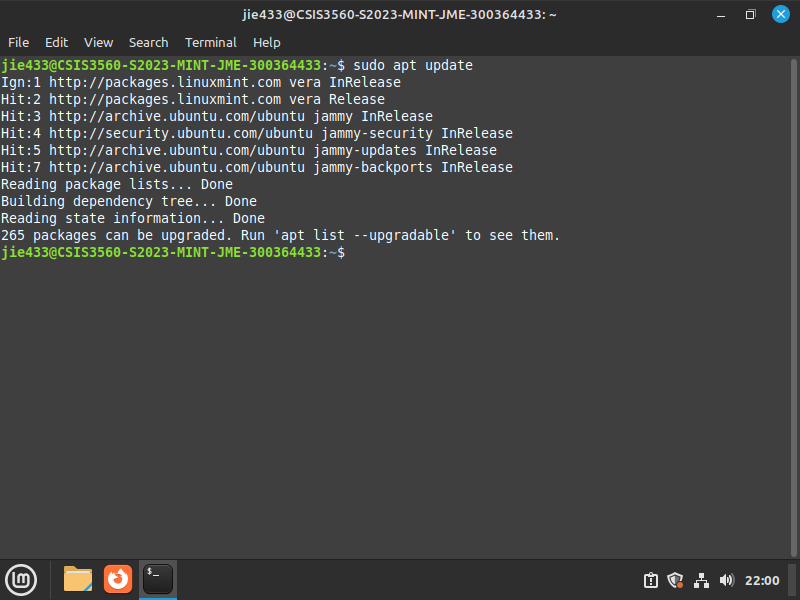 jie433@CSIS3560-S2023-MINT-JME-300364433: ~
File Edit View Search Terminal Help
jie433@CSIS3560-S2023-MINT-JME-300364433:~$ sudo apt update
Ign:1 http://packages.linuxmint.com vera InRelease
Hit:2 http://packages.linuxmint.com vera Release
Hit:3 http://archive.ubuntu.com/ubuntu jammy InRelease
Hit:4 http://security.ubuntu.com/ubuntu jammy-security InRelease
Hit:5 http://archive.ubuntu.com/ubuntu jammy-updates InRelease
Hit:7 http://archive.ubuntu.com/ubuntu jammy-backports InRelease
Reading package lists... Done
Building dependency tree... Done
Reading state information... Done
265 packages can be upgraded. Run 'apt list --upgradable' to see them.
jie433@CSIS3560-S2023-MINT-JME-300364433:~$
$_
22:00